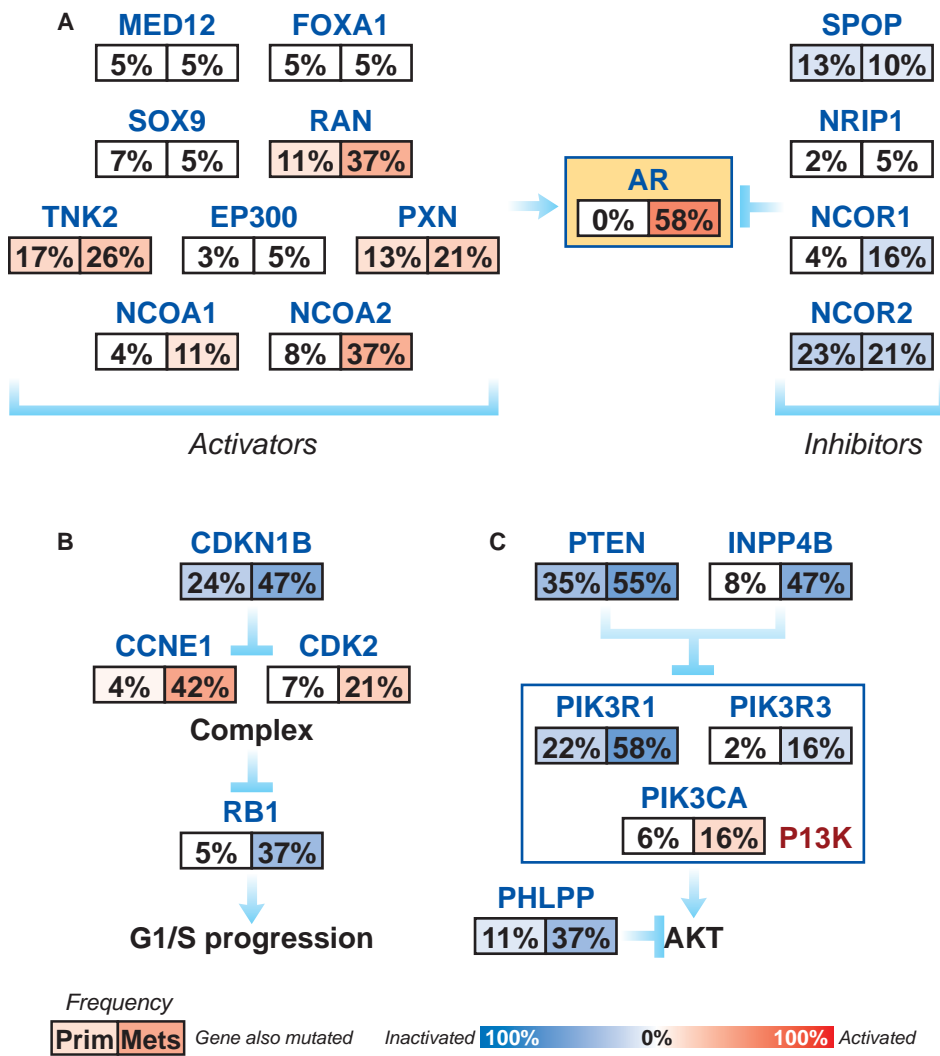 A
MED12 FOXA1
5% 5% 5% 5%
SOX9 RAN
7% 5% 11% 37%
TNK2 EP300 PXN
17% 26% 3% 5% 13% 21%
NCOA1 NCOA2
4% 11% 8% 37%
Activators
AR
0% 58%
SPOP
13% 10%
NRIP1
2% 5%
NCOR1
4% 16%
NCOR2
23% 21%
Inhibitors
B
CDKN1B
24% 47%
CCNE1 CDK2
4% 42% 7% 21%
Complex
RB1
5% 37%
G1/S progression
C
PTEN INPP4B
35% 55% 8% 47%
PIK3R1 PIK3R3
22% 58% 2% 16%
PIK3CA
6% 16% P13K
PHLPP
11% 37% AKT
Frequency
Prim Mets Gene also mutated
Inactivated 100% 0% 100% Activated